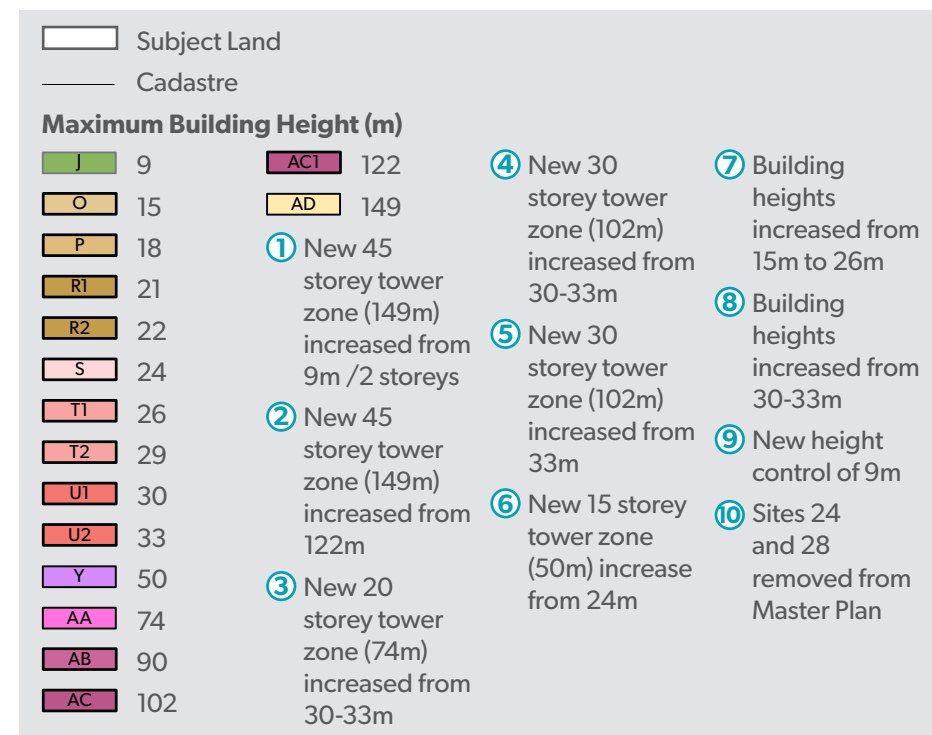 Subject Land
Cadastre
Maximum Building Height (m)
J 9
O 15
P 18
R1 21
R2 22
S 24
T1 26
T2 29
U1 30
U2 33
Y 50
AA 74
AB 90
AC 102
AC1 122
AD 149
1 New 45
storey tower
zone (149m)
increased from
9m /2 storeys
2 New 45
storey tower
zone (149m)
increased from
122m
3 New 20
storey tower
zone (74m)
increased from
30-33m
4 New 30
storey tower
zone (102m)
increased from
30-33m
5 New 30
storey tower
zone (102m)
increased from
33m
6 New 15 storey
tower zone
(50m) increase
from 24m
7 Building
heights
increased from
15m to 26m
8 Building
heights
increased from
30-33m
9 New height
control of 9m
10 Sites 24
and 28
removed from
Master Plan